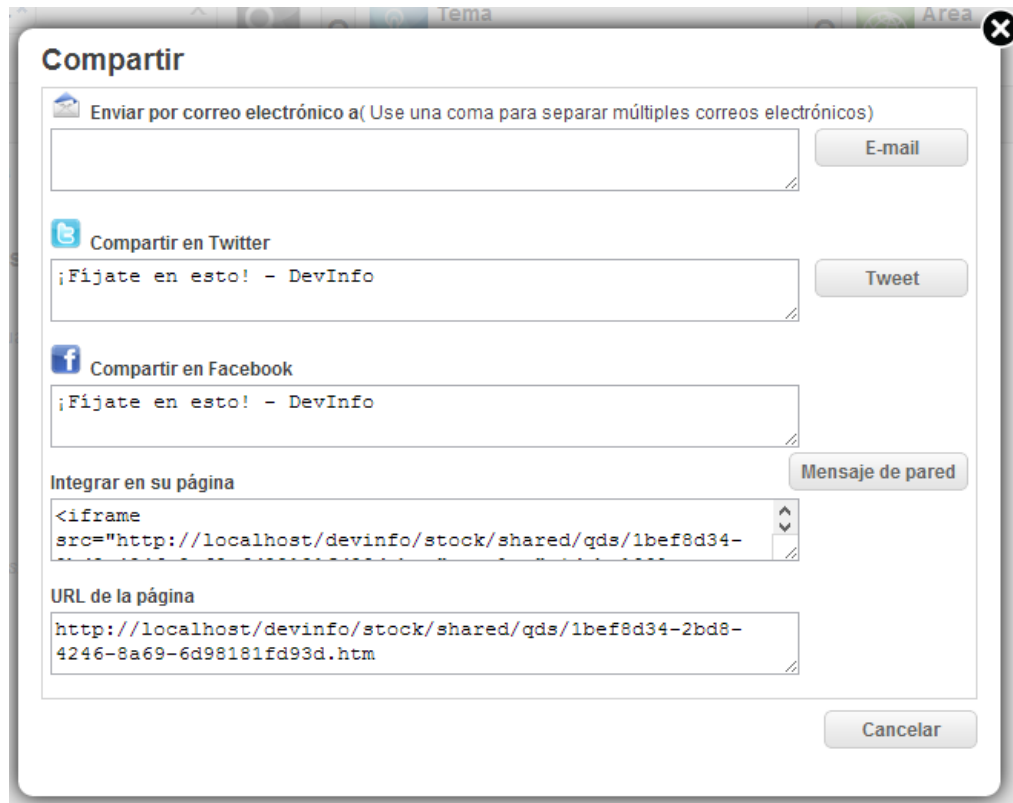 Tema
Area
Compartir
Enviar por correo electrónico a( Use una coma para separar múltiples correos electrónicos)
E-mail
Compartir en Twitter
¡Fíjate en esto! - DevInfo
Tweet
Compartir en Facebook
¡Fíjate en esto! - DevInfo
Mensaje de pared
Integrar en su página
<iframe
src="http://localhost/devinfo/stock/shared/qds/1bef8d34-
URL de la página
http://localhost/devinfo/stock/shared/qds/1bef8d34-2bd8-
4246-8a69-6d98181fd93d.htm
Cancelar